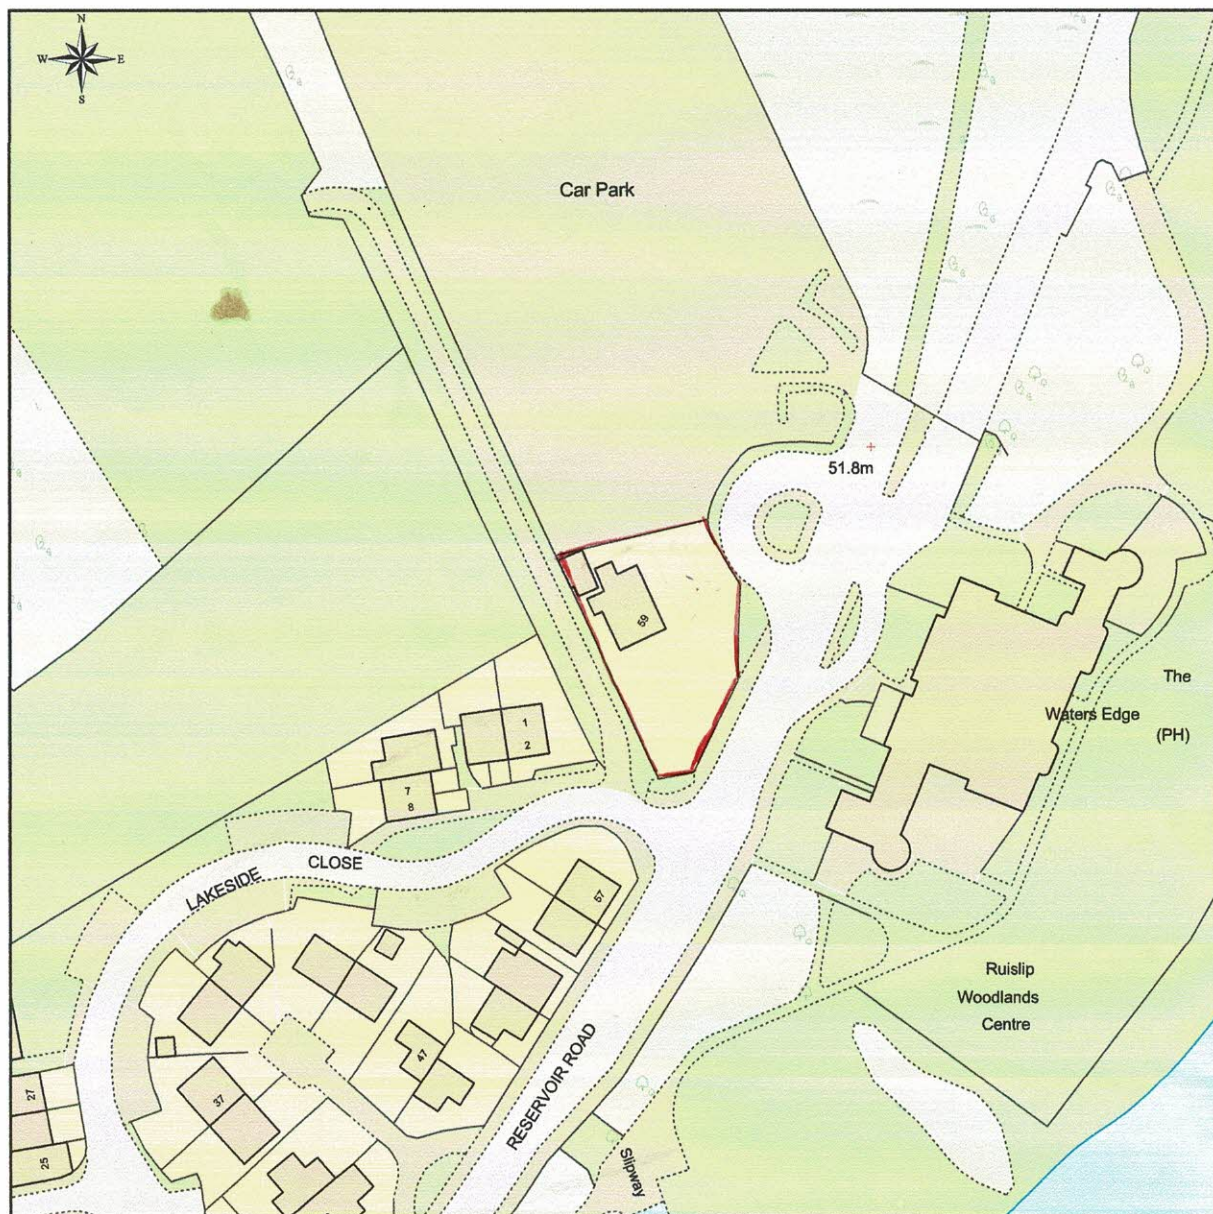 N
W E
S
Car Park
51.8m
59
The
Waters Edge
(PH)
1
2
7
8
LAKESIDE CLOSE
57
Ruislip
Woodlands
Centre
47
RESERVOIR ROAD
37
27
25
Slipway